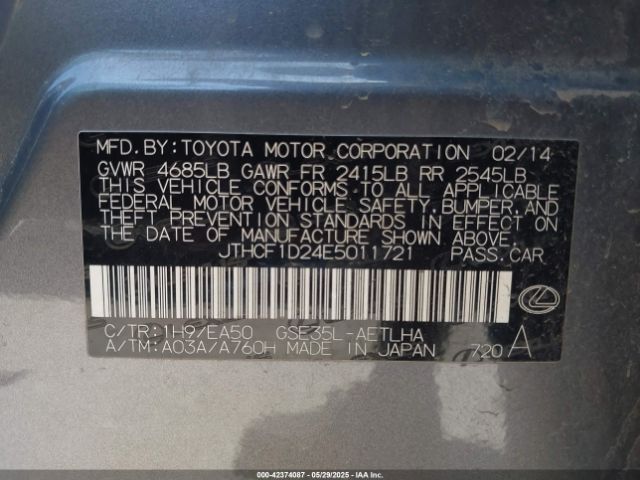 MFD. BY: TOYOTA MOTOR CORPORATION 02/14
GVWR 4685LB GAWR FR 2415LB RR 2545LB
THIS VEHICLE CONFORMS TO ALL APPLICABLE
FEDERAL MOTOR VEHICLE SAFETY, BUMPER, AND
THEFT PREVENTION STANDARDS IN EFFECT ON
THE DATE OF MANUFACTURE SHOWN ABOVE.
JTHCF1D24E5011721 PASS. CAR
C/TR: 1H9/EA50 GSE35L-AETLHA
A/TM: A03A/A760H MADE IN JAPAN 720 A
000-42374087 - 05/29/2025 - IAAI.COM